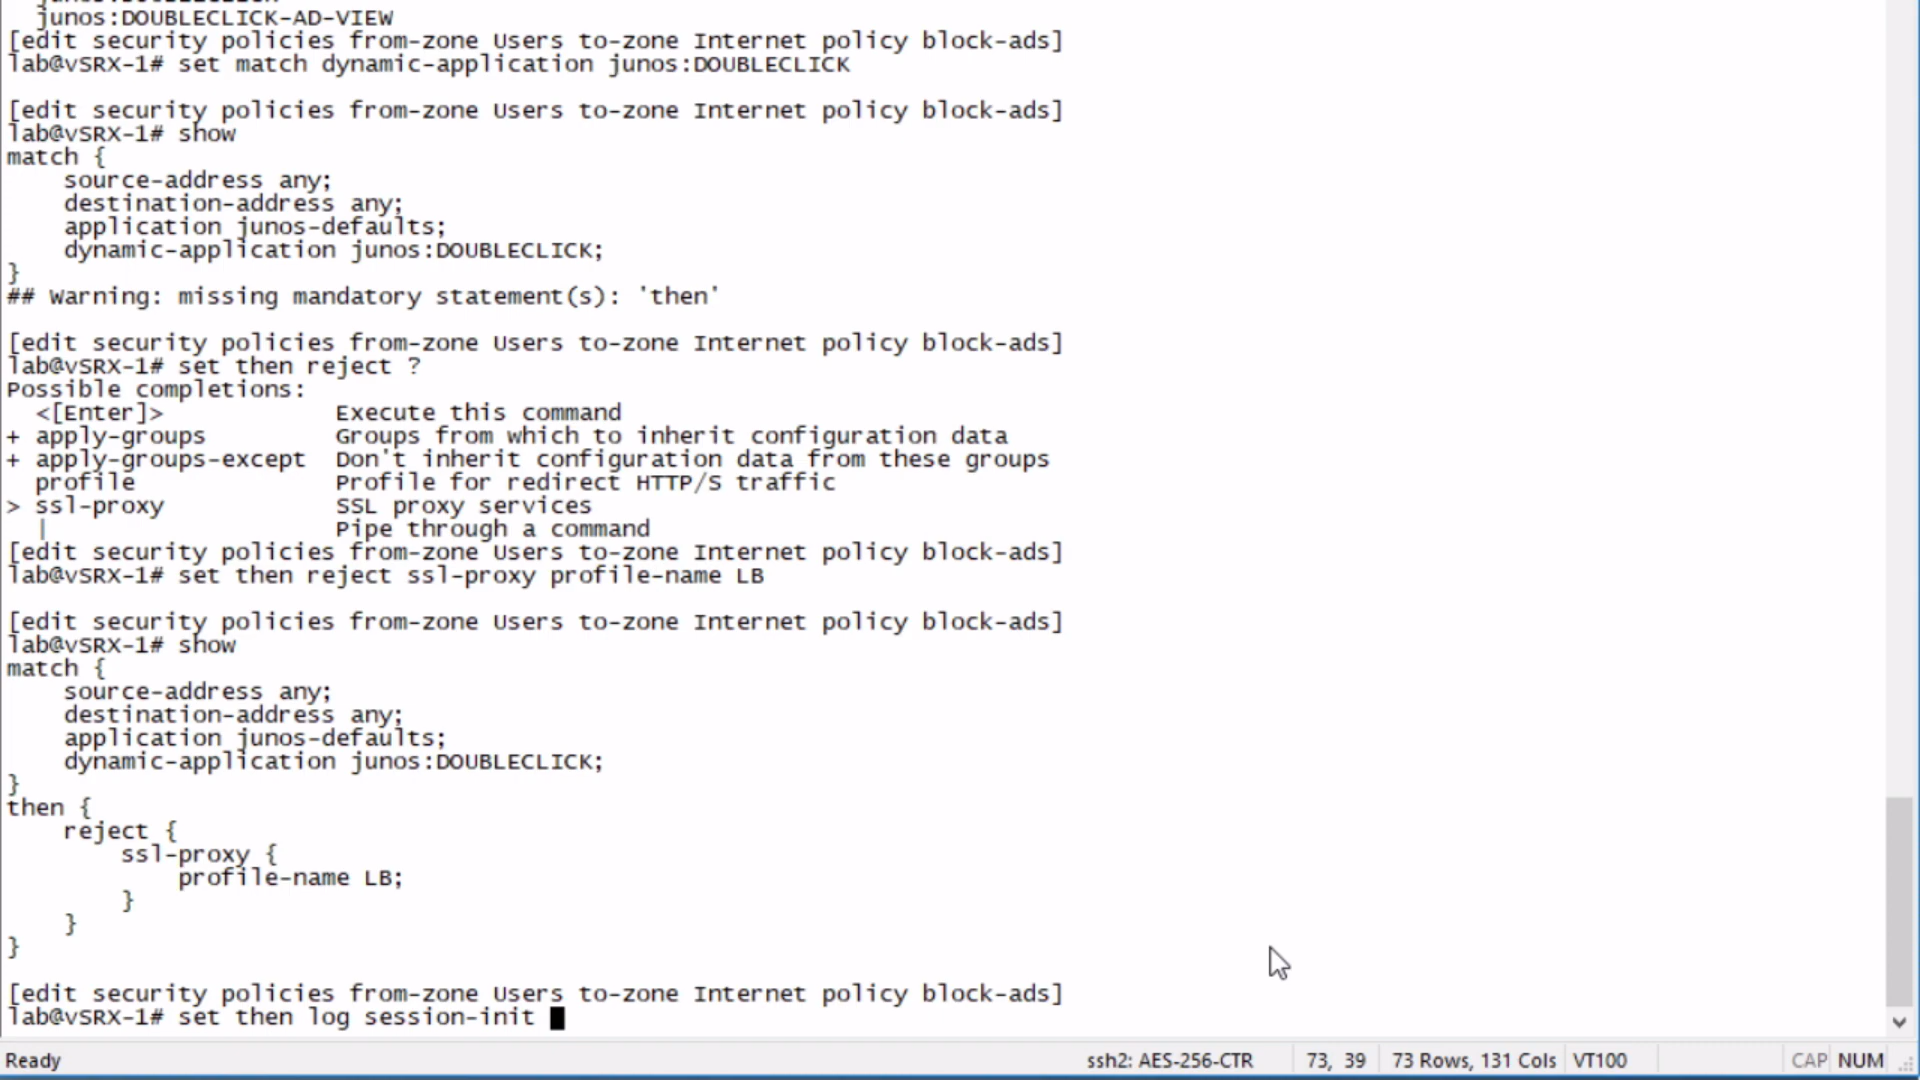 junos:DOUBLECLICK-AD-VIEW
[edit security policies from-zone Users to-zone Internet policy block-ads]
lab@vSRX-1# set match dynamic-application junos:DOUBLECLICK
[edit security policies from-zone Users to-zone Internet policy block-ads]
lab@vSRX-1# show
match {
    source-address any;
    destination-address any;
    application junos-defaults;
    dynamic-application junos:DOUBLECLICK;
}
## Warning: missing mandatory statement(s): 'then'
[edit security policies from-zone Users to-zone Internet policy block-ads]
lab@vSRX-1# set then reject ?
Possible completions:
  <[Enter]>            Execute this command
+ apply-groups         Groups from which to inherit configuration data
+ apply-groups-except  Don't inherit configuration data from these groups
  profile              Profile for redirect HTTP/S traffic
> ssl-proxy            SSL proxy services
  |                    Pipe through a command
[edit security policies from-zone Users to-zone Internet policy block-ads]
lab@vSRX-1# set then reject ssl-proxy profile-name LB
[edit security policies from-zone Users to-zone Internet policy block-ads]
lab@vSRX-1# show
match {
    source-address any;
    destination-address any;
    application junos-defaults;
    dynamic-application junos:DOUBLECLICK;
}
then {
    reject {
        ssl-proxy {
            profile-name LB;
        }
    }
}
[edit security policies from-zone Users to-zone Internet policy block-ads]
lab@vSRX-1# set then log session-init
Ready ssh2: AES-256-CTR 73, 39 73 Rows, 131 Cols VT100 CAP NUM